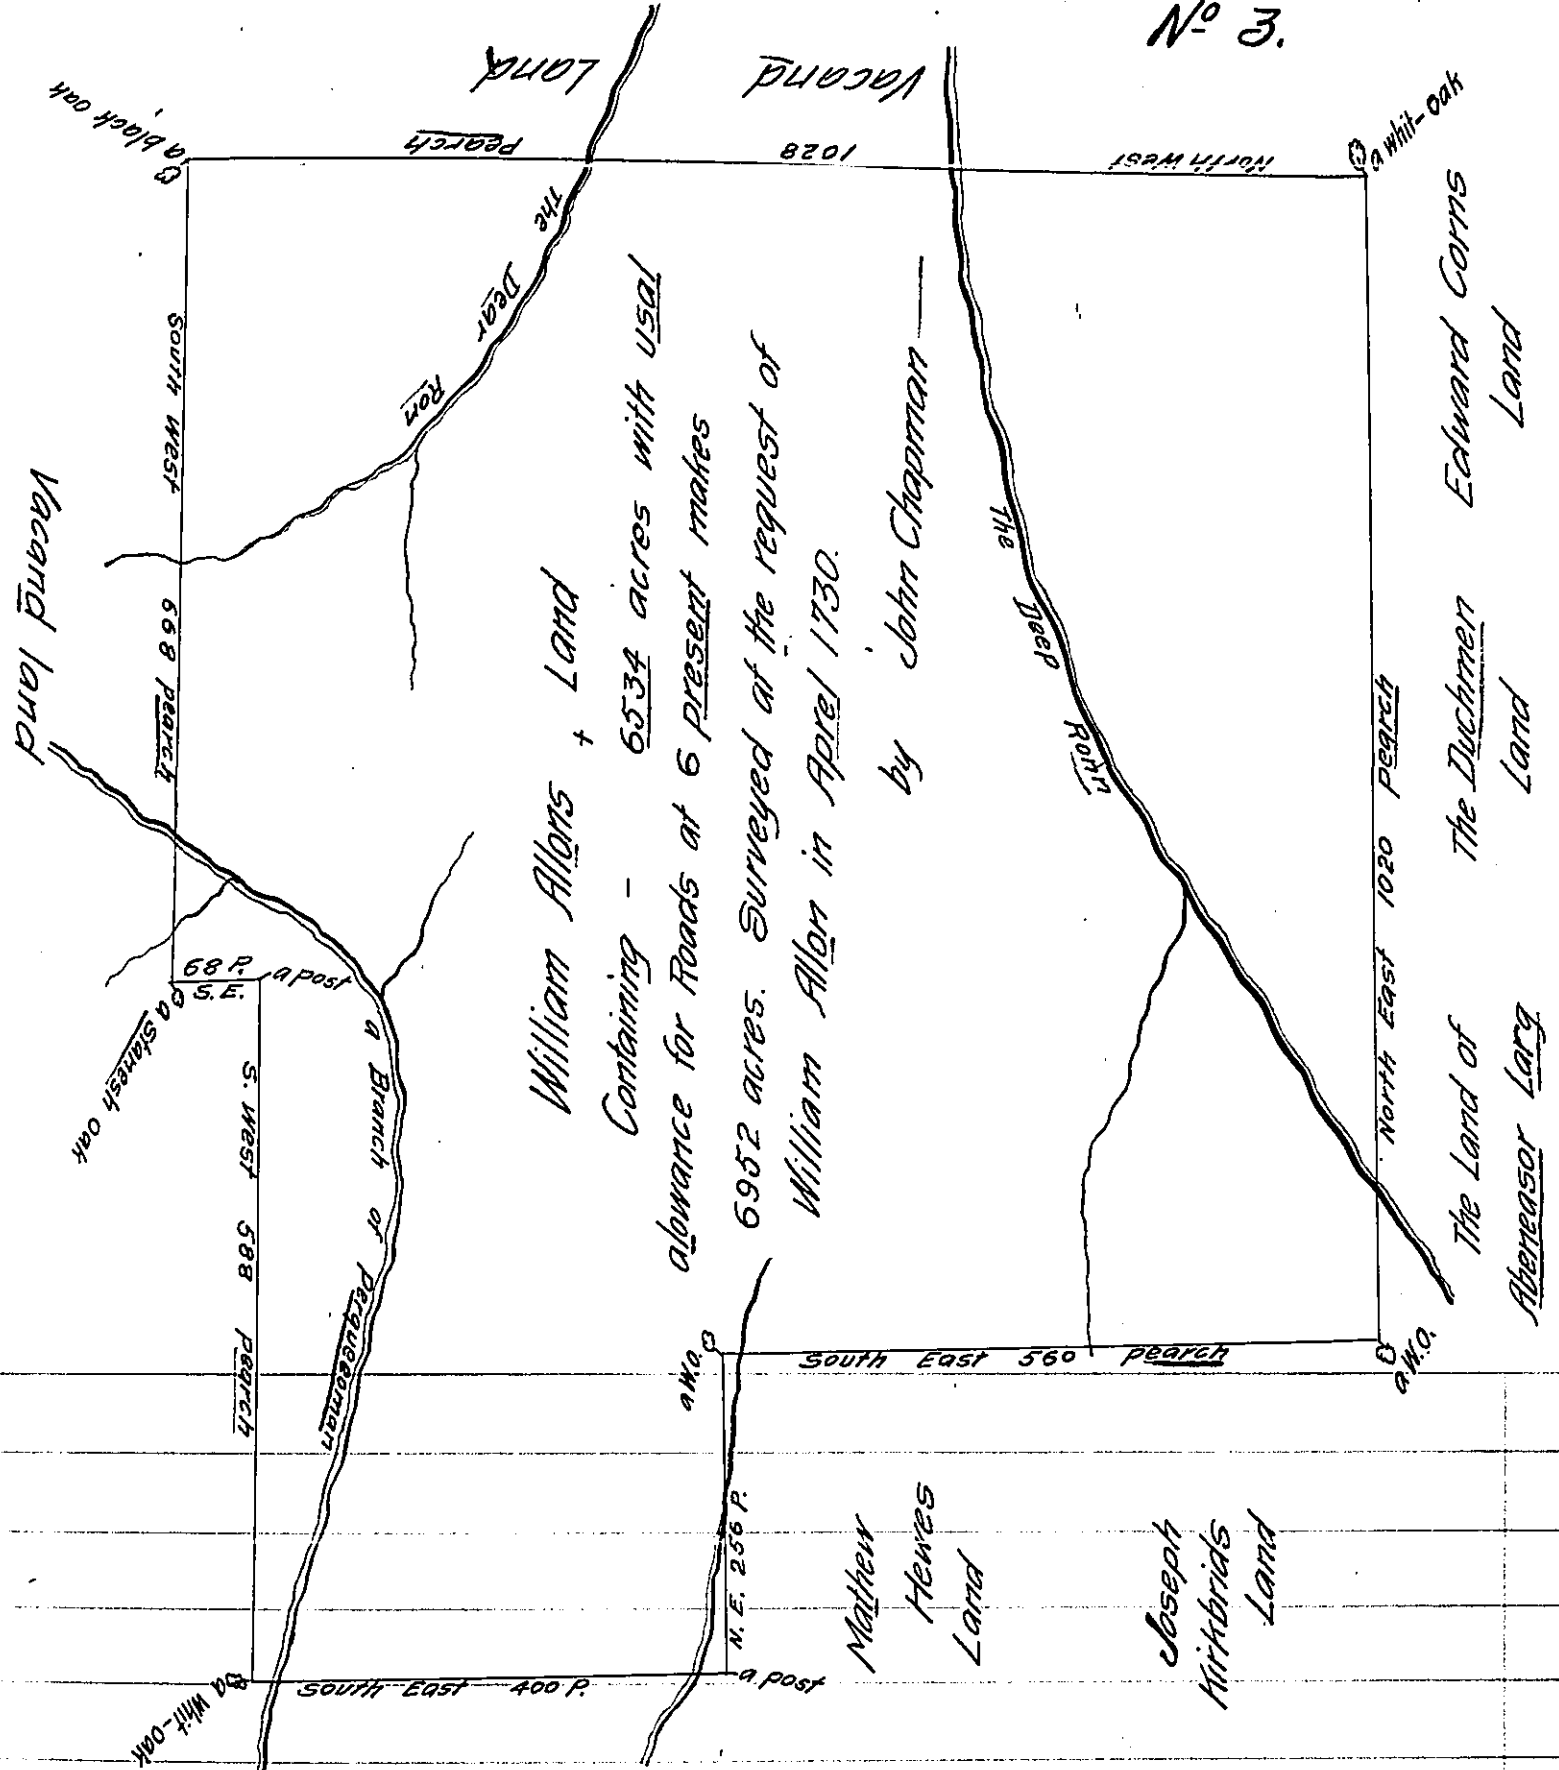 Nº 3.
Vacand Land
a black oak
North west 1028 pearch
a whit-oak
Edward Corns
Land
The Duchmen
Land
The Land of
Abeneasor Larg
North East 1020 pearch
a W.O.
South East 560 pearch
a W.O.
N. E. 256 P.
a post
South East 400 P.
a whit-oak
S. West 588 pearch
a post
68 P.
S. E.
a stanesh oak
South west 668 pearch
Vacand land
The Dear Ron
The Deep Ronn
a Branch of perqueeoman
William Allons + Land
Containing - 6534 acres with usal
alowance for Roads at 6 present makes
6952 acres. Surveyed at the request of
William Allon in Aprel 1730.
by John Chapman
Mathew
Hewes
Land
Joseph
Kirkbrids
Land